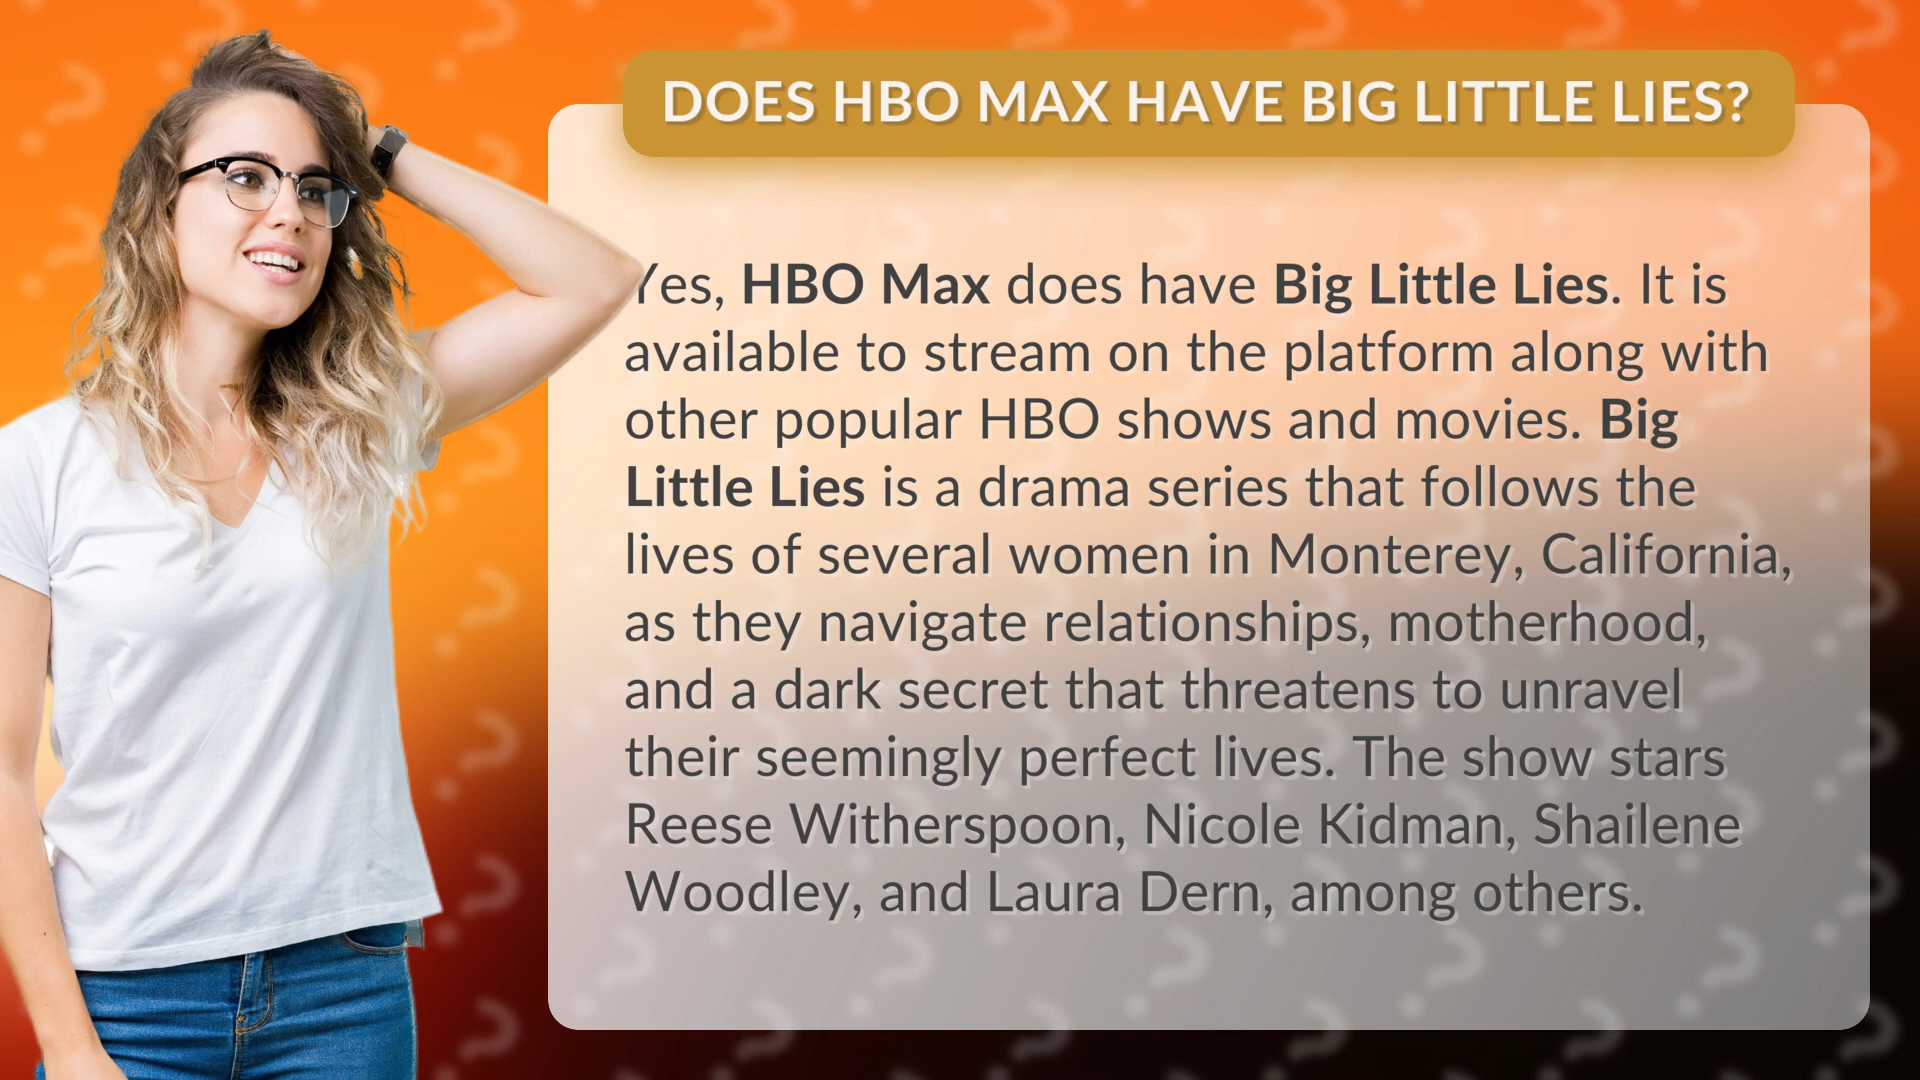 DOES HBO MAX HAVE BIG LITTLE LIES?
Yes, HBO Max does have Big Little Lies. It is
available to stream on the platform along with
other popular HBO shows and movies. Big
Little Lies is a drama series that follows the
lives of several women in Monterey, California,
as they navigate relationships, motherhood,
and a dark secret that threatens to unravel
their seemingly perfect lives. The show stars
Reese Witherspoon, Nicole Kidman, Shailene
Woodley, and Laura Dern, among others.